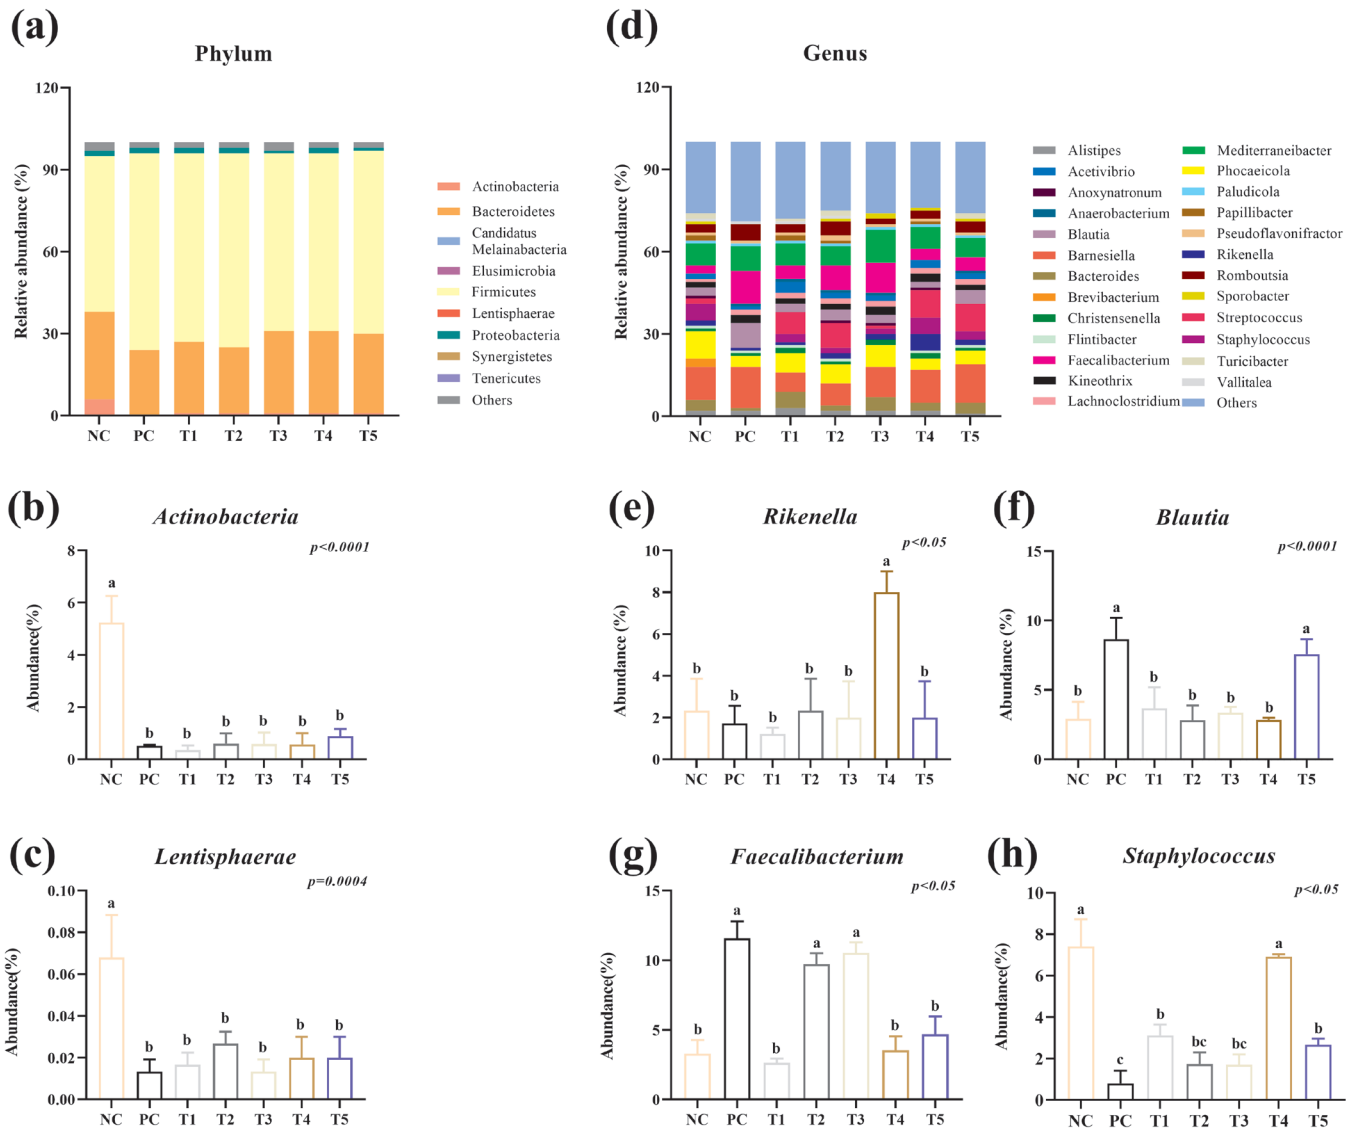 (a)
Phylum
Relative abundance (%)
120
90
60
30
0
NC PC T1 T2 T3 T4 T5
Actinobacteria
Bacteroidetes
Candidatus
Melainabacteria
Elusimicrobia
Firmicutes
Lentisphaerae
Proteobacteria
Synergistetes
Tenericutes
Others
(d)
Genus
Relative abundance (%)
120
90
60
30
0
NC PC T1 T2 T3 T4 T5
Alistipes
Acetivibrio
Anoxynatronum
Anaerobacterium
Blautia
Barnesiella
Bacteroides
Brevibacterium
Christensenella
Flintibacter
Faecalibacterium
Kineothrix
Lachnoclostridium
Mediterraneibacter
Phocaeicola
Paludicola
Papillibacter
Pseudoflavonifractor
Rikenella
Romboutsia
Sporobacter
Streptococcus
Staphylococcus
Turicibacter
Vallitalea
Others
(b)
Actinobacteria
p<0.0001
Abundance(%)
8
6
4
2
0
a b b b b b b
NC PC T1 T2 T3 T4 T5
(e)
Rikenella
p<0.05
Abundance (%)
10
8
6
4
2
0
b b b b b a b
NC PC T1 T2 T3 T4 T5
(f)
Blautia
p<0.0001
Abundance (%)
15
10
5
0
b a b b b b a
NC PC T1 T2 T3 T4 T5
(c)
Lentisphaerae
p=0.0004
Abundance(%)
0.10
0.08
0.06
0.04
0.02
0.00
a b b b b b b
NC PC T1 T2 T3 T4 T5
(g)
Faecalibacterium
p<0.05
Abundance(%)
15
10
5
0
b a b a a b b
NC PC T1 T2 T3 T4 T5
(h)
Staphylococcus
p<0.05
Abundance(%)
10
8
6
4
2
0
a c b bc bc a b
NC PC T1 T2 T3 T4 T5